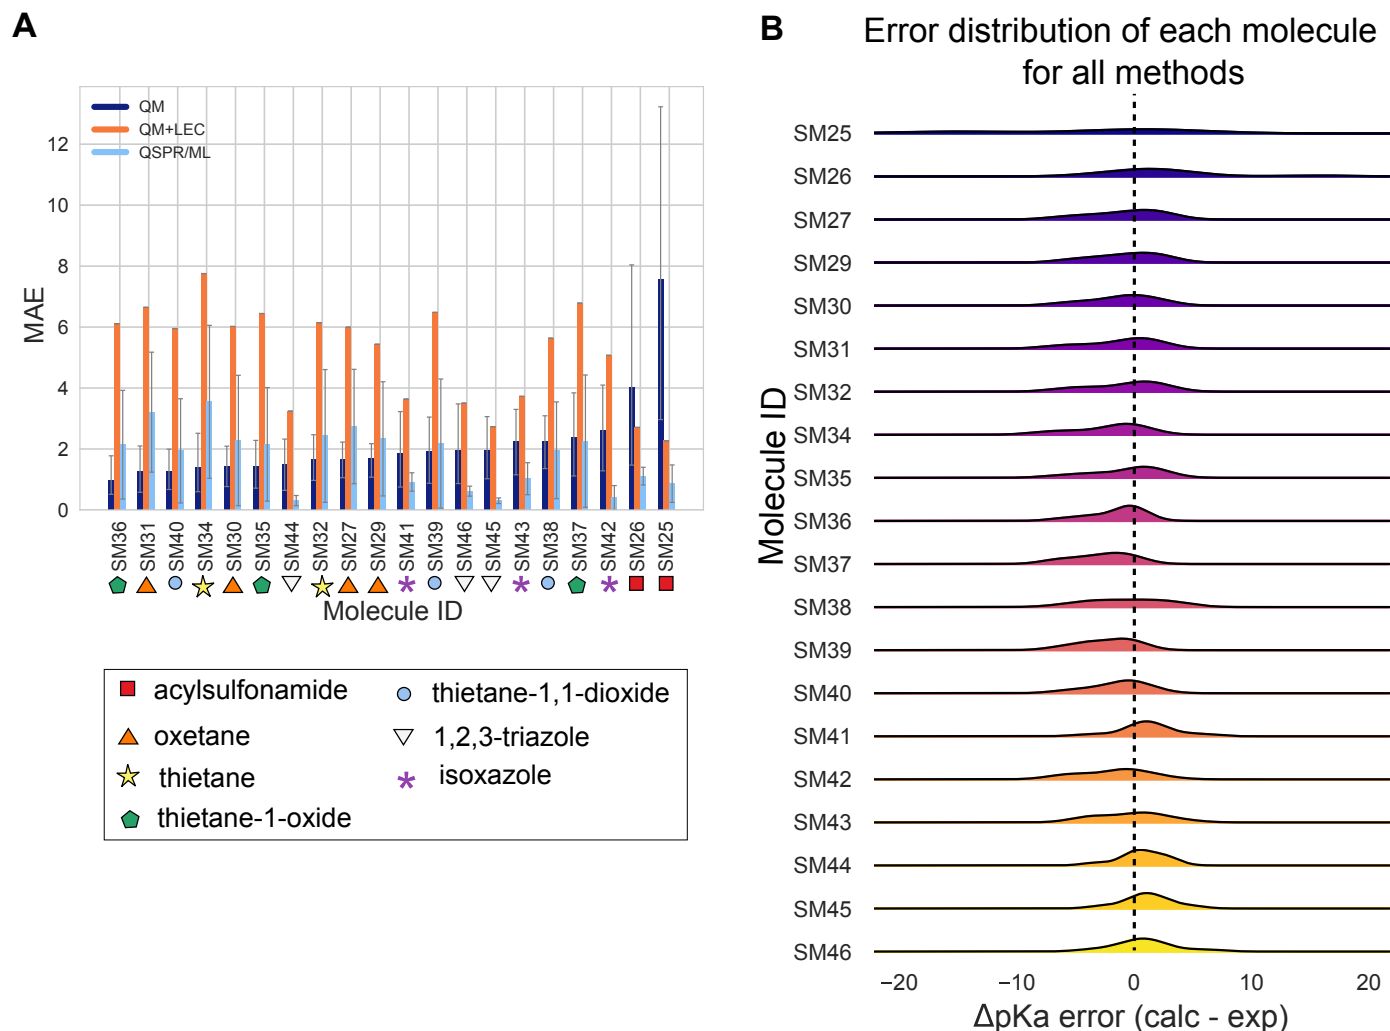 A
QM
QM+LEC
QSPR/ML
MAE
12
10
8
6
4
2
0
SM36
SM31
SM40
SM34
SM30
SM35
SM44
SM32
SM27
SM29
SM41
SM39
SM46
SM45
SM43
SM38
SM37
SM42
SM26
SM25
Molecule ID
acylsulfonamide
oxetane
thietane
thietane-1-oxide
thietane-1,1-dioxide
1,2,3-triazole
isoxazole
B
Error distribution of each molecule
for all methods
Molecule ID
SM25
SM26
SM27
SM29
SM30
SM31
SM32
SM34
SM35
SM36
SM37
SM38
SM39
SM40
SM41
SM42
SM43
SM44
SM45
SM46
−20 −10 0 10 20
ΔpKa error (calc - exp)